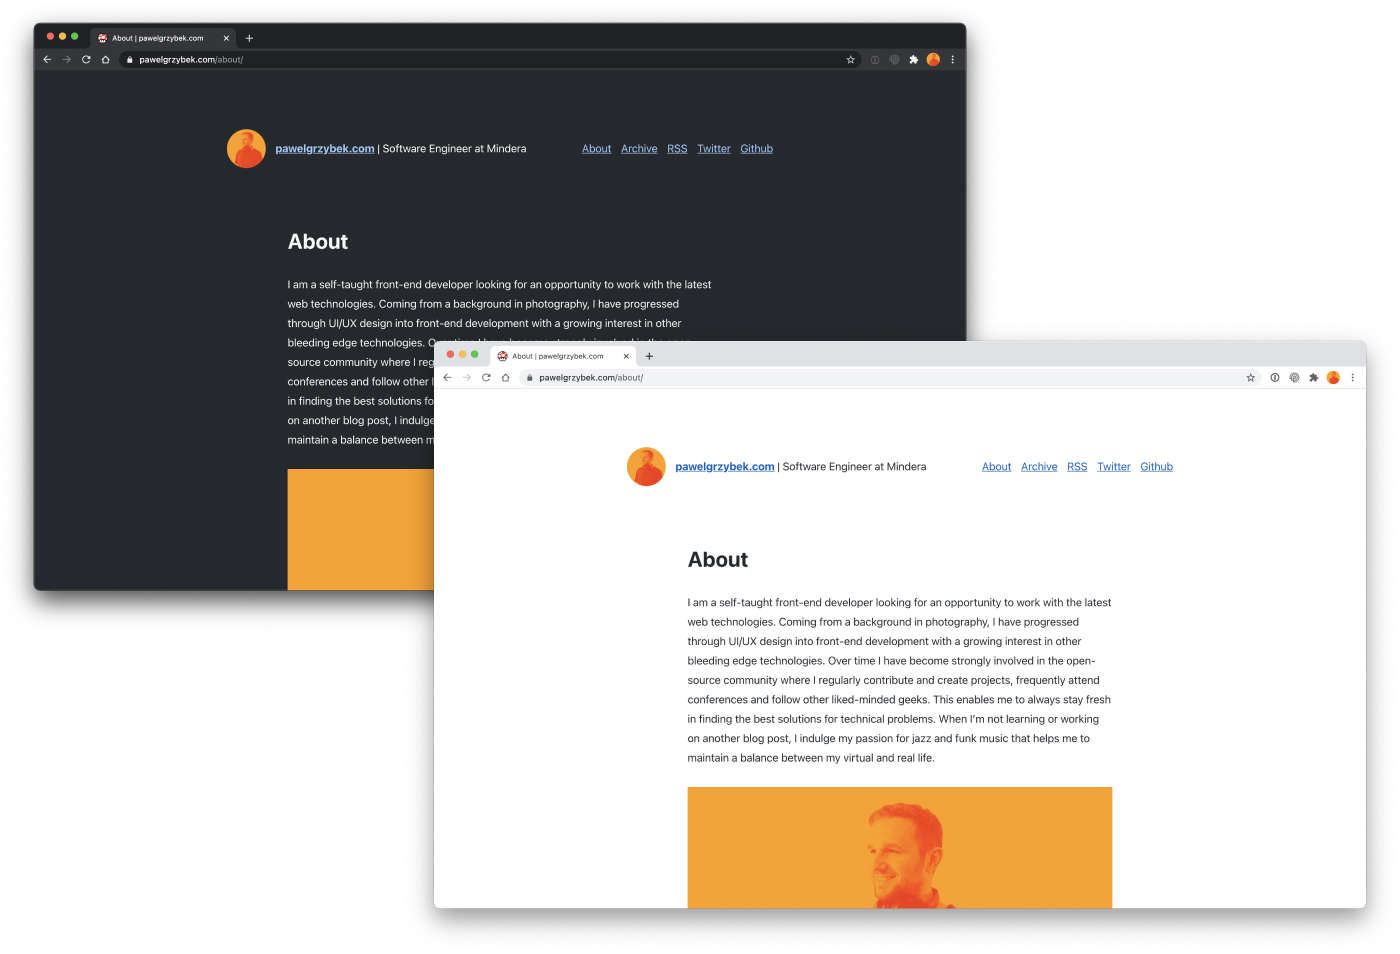 About | pawelgrzybek.com
pawelgrzybek.com/about/
pawelgrzybek.com | Software Engineer at Mindera
About Archive RSS Twitter Github
About
I am a self-taught front-end developer looking for an opportunity to work with the latest
web technologies. Coming from a background in photography, I have progressed
through UI/UX design into front-end development with a growing interest in other
bleeding edge technologies.
source community where I
conferences and follow other
in finding the best solutions
on another blog post, I indulge
maintain a balance between
About | pawelgrzybek.com
pawelgrzybek.com/about/
pawelgrzybek.com | Software Engineer at Mindera
About Archive RSS Twitter Github
About
I am a self-taught front-end developer looking for an opportunity to work with the latest
web technologies. Coming from a background in photography, I have progressed
through UI/UX design into front-end development with a growing interest in other
bleeding edge technologies. Over time I have become strongly involved in the open-
source community where I regularly contribute and create projects, frequently attend
conferences and follow other liked-minded geeks. This enables me to always stay fresh
in finding the best solutions for technical problems. When I'm not learning or working
on another blog post, I indulge my passion for jazz and funk music that helps me to
maintain a balance between my virtual and real life.